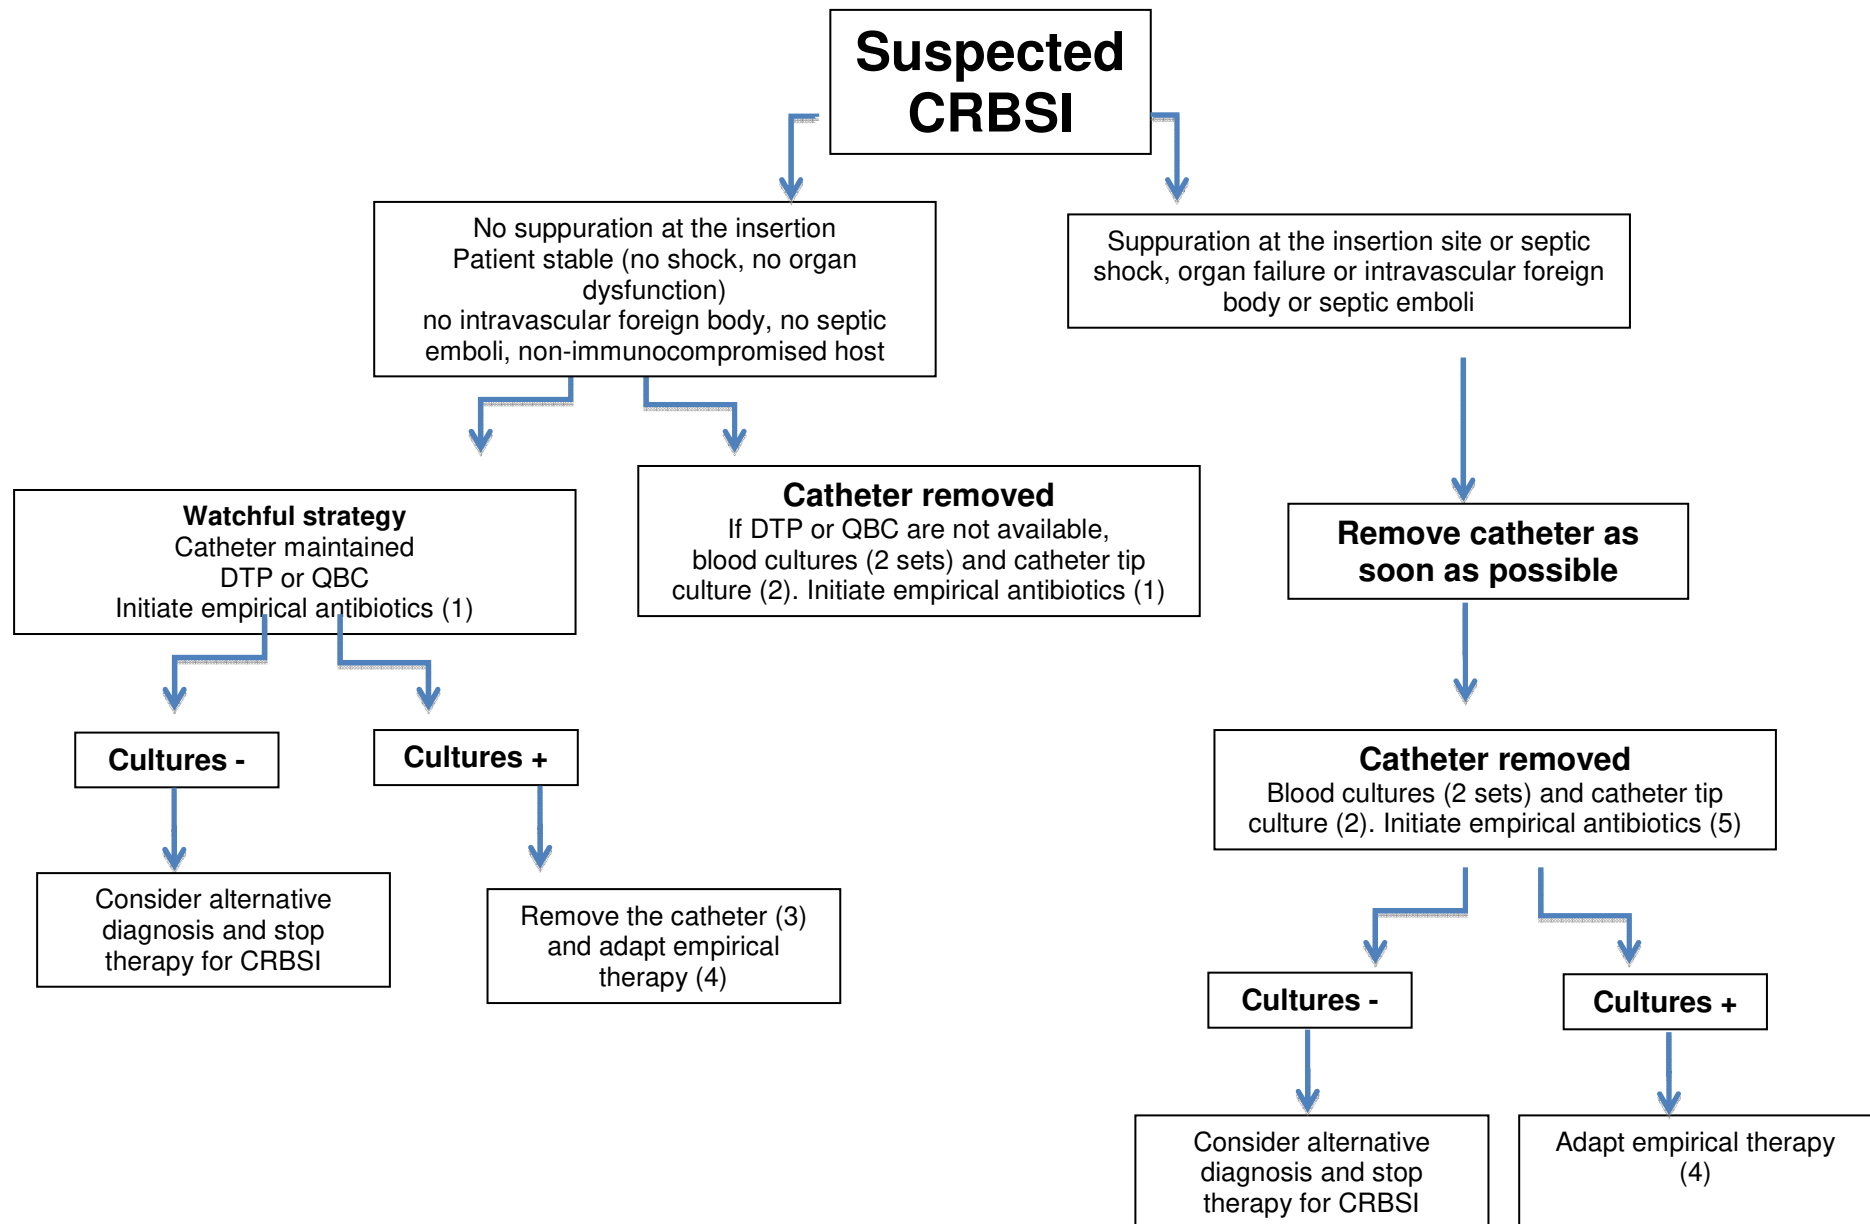 Suspected
CRBSI
No suppuration at the insertion
Patient stable (no shock, no organ
dysfunction)
no intravascular foreign body, no septic
emboli, non-immunocompromised host
Suppuration at the insertion site or septic
shock, organ failure or intravascular foreign
body or septic emboli
Watchful strategy
Catheter maintained
DTP or QBC
Initiate empirical antibiotics (1)
Catheter removed
If DTP or QBC are not available,
blood cultures (2 sets) and catheter tip
culture (2). Initiate empirical antibiotics (1)
Remove catheter as
soon as possible
Cultures -
Cultures +
Catheter removed
Blood cultures (2 sets) and catheter tip
culture (2). Initiate empirical antibiotics (5)
Consider alternative
diagnosis and stop
therapy for CRBSI
Remove the catheter (3)
and adapt empirical
therapy (4)
Cultures -
Cultures +
Consider alternative
diagnosis and stop
therapy for CRBSI
Adapt empirical therapy
(4)